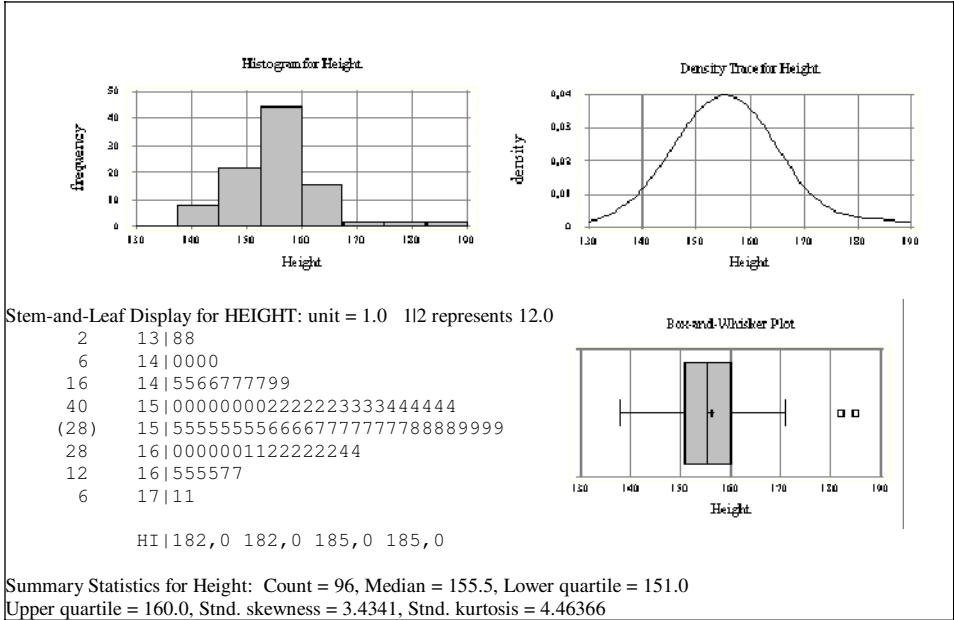 Histogram for Height
frequency
50
40
30
20
10
0
130 140 150 160 170 180 190
Height
Density Trace for Height
density
0,04
0,03
0,02
0,01
0
130 140 150 160 170 180 190
Height
Stem-and-Leaf Display for HEIGHT: unit = 1.0 1|2 represents 12.0
2 13|88
6 14|0000
16 14|5566777799
40 15|000000002222223333444444
(28) 15|5555555566667777777788889999
28 16|0000001122222244
12 16|555577
6 17|11
HI|182,0 182,0 185,0 185,0
Box-and-Whisker Plot
130 140 150 160 170 180 190
Height
Summary Statistics for Height: Count = 96, Median = 155.5, Lower quartile = 151.0
Upper quartile = 160.0, Stnd. skewness = 3.4341, Stnd. kurtosis = 4.46366